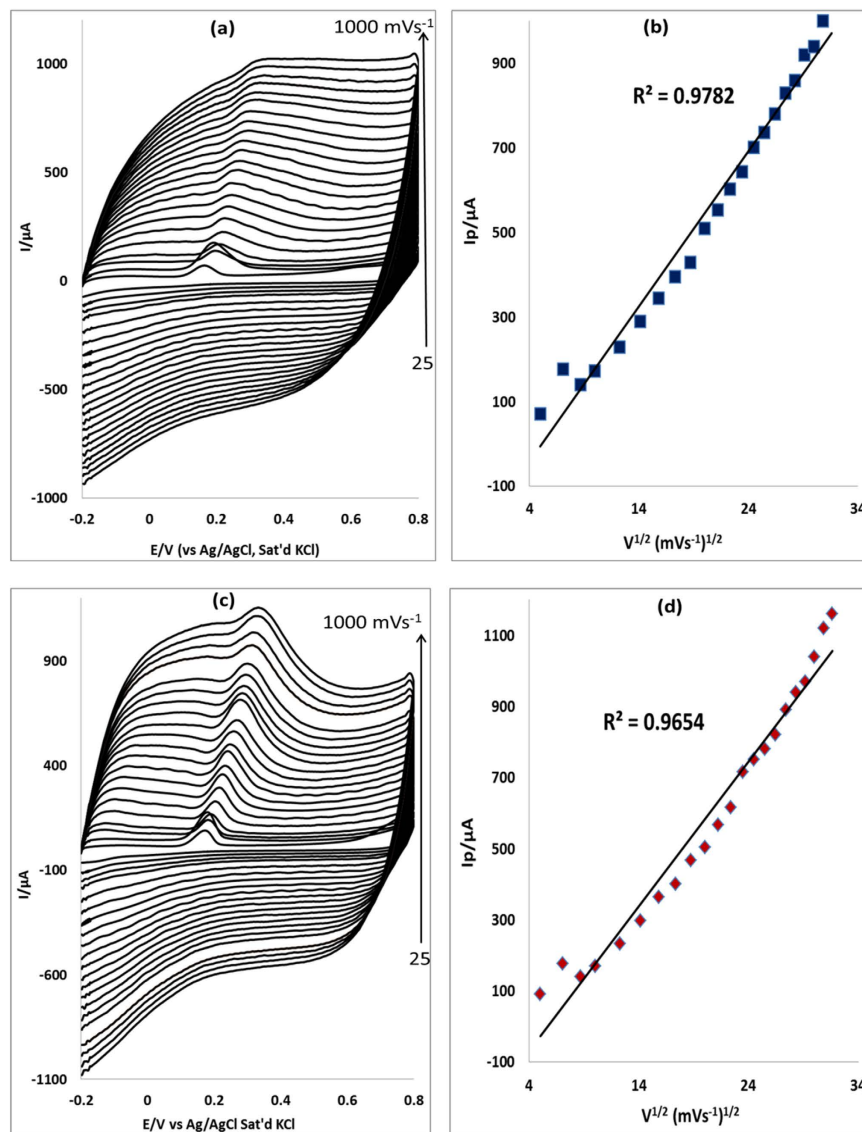 (a)
1000 mVs⁻¹
1000
500
0
-500
-1000
I/µA
25
-0.2 0 0.2 0.4 0.6 0.8
E/V (vs Ag/AgCl, Sat'd KCl)
(b)
R² = 0.9782
900
700
500
300
100
-100
Ip/µA
4 14 24 34
V¹/² (mVs⁻¹)¹/²
(c)
1000 mVs⁻¹
900
400
-100
-600
-1100
I/µA
25
-0.2 0 0.2 0.4 0.6 0.8
E/V vs Ag/AgCl Sat'd KCl
(d)
R² = 0.9654
1100
900
700
500
300
100
-100
Ip/µA
4 14 24 34
V¹/² (mVs⁻¹)¹/²